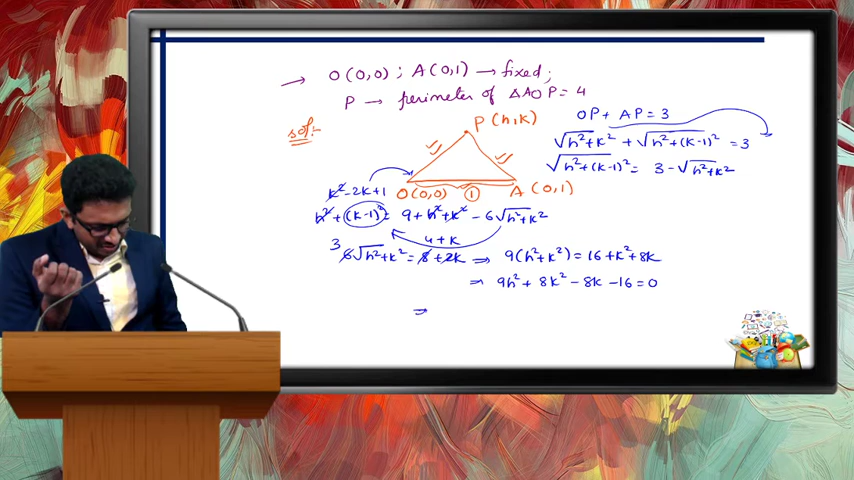 → O(0,0) ; A(0,1) → fixed;
P → perimeter of ΔAOP = 4
sol:-
P(h,k)
O(0,0) 1 A(0,1)
OP + AP = 3
√h²+k² + √h²+(k-1)² = 3
√h²+(k-1)² = 3 - √h²+k²
k² - 2k + 1
h² + (k-1)² = 9 + h² + k² - 6√h²+k²
4 + k
3
6√h²+k² = 8 + 2k ⇒ 9(h²+k²) = 16 + k² + 8k
⇒ 9h² + 8k² - 8k - 16 = 0
⇒